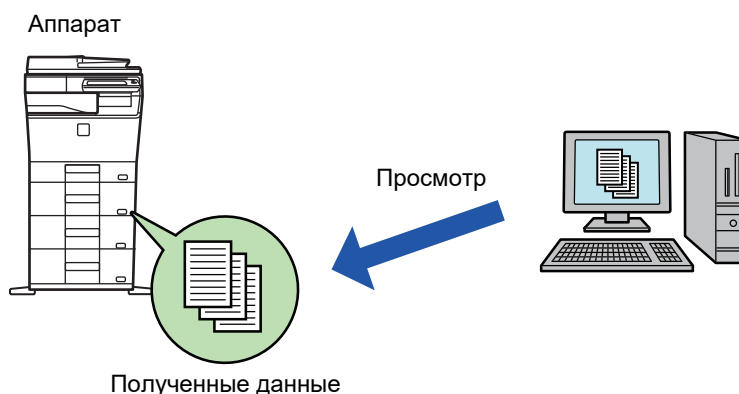 Аппарат
Просмотр
Полученные данные